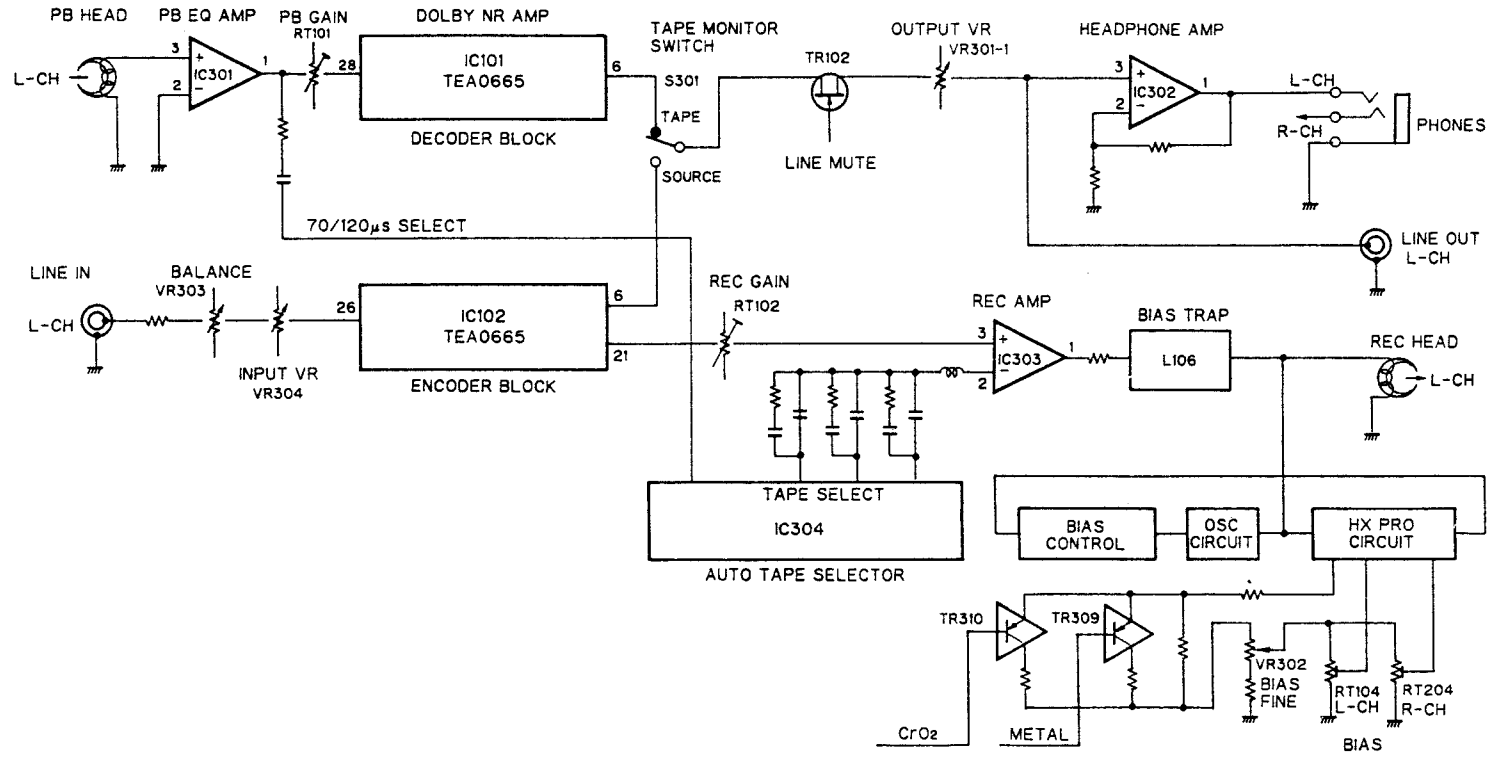 PB HEAD
PB EQ AMP
PB GAIN
RT101
DOLBY NR AMP
TAPE MONITOR
SWITCH
OUTPUT VR
VR301-1
HEADPHONE AMP
L-CH
3
+
IC301
2
−
1
28
IC101
TEA0665
6
DECODER BLOCK
S301
TAPE
SOURCE
TR102
LINE MUTE
3
+
IC302
2
−
1
L-CH
R-CH
PHONES
70/120μs SELECT
LINE OUT
L-CH
LINE IN
L-CH
BALANCE
VR303
INPUT VR
VR304
26
IC102
TEA0665
6
21
ENCODER BLOCK
REC GAIN
RT102
REC AMP
3
+
IC303
−
2
1
BIAS TRAP
L106
REC HEAD
L-CH
TAPE SELECT
IC304
AUTO TAPE SELECTOR
BIAS
CONTROL
OSC
CIRCUIT
HX PRO
CIRCUIT
TR310
TR309
VR302
BIAS
FINE
RT104
L-CH
RT204
R-CH
BIAS
CrO2
METAL